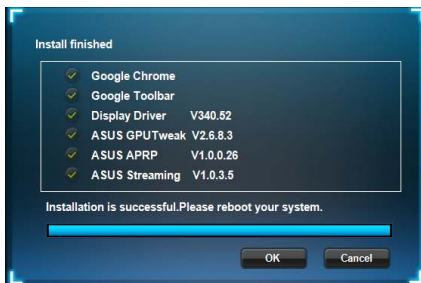 Install finished
Google Chrome
Google Toolbar
Display Driver V340.52
ASUS GPUTweak V2.6.8.3
ASUS APRP V1.0.0.26
ASUS Streaming V1.0.3.5
Installation is successful.Please reboot your system.
OK Cancel